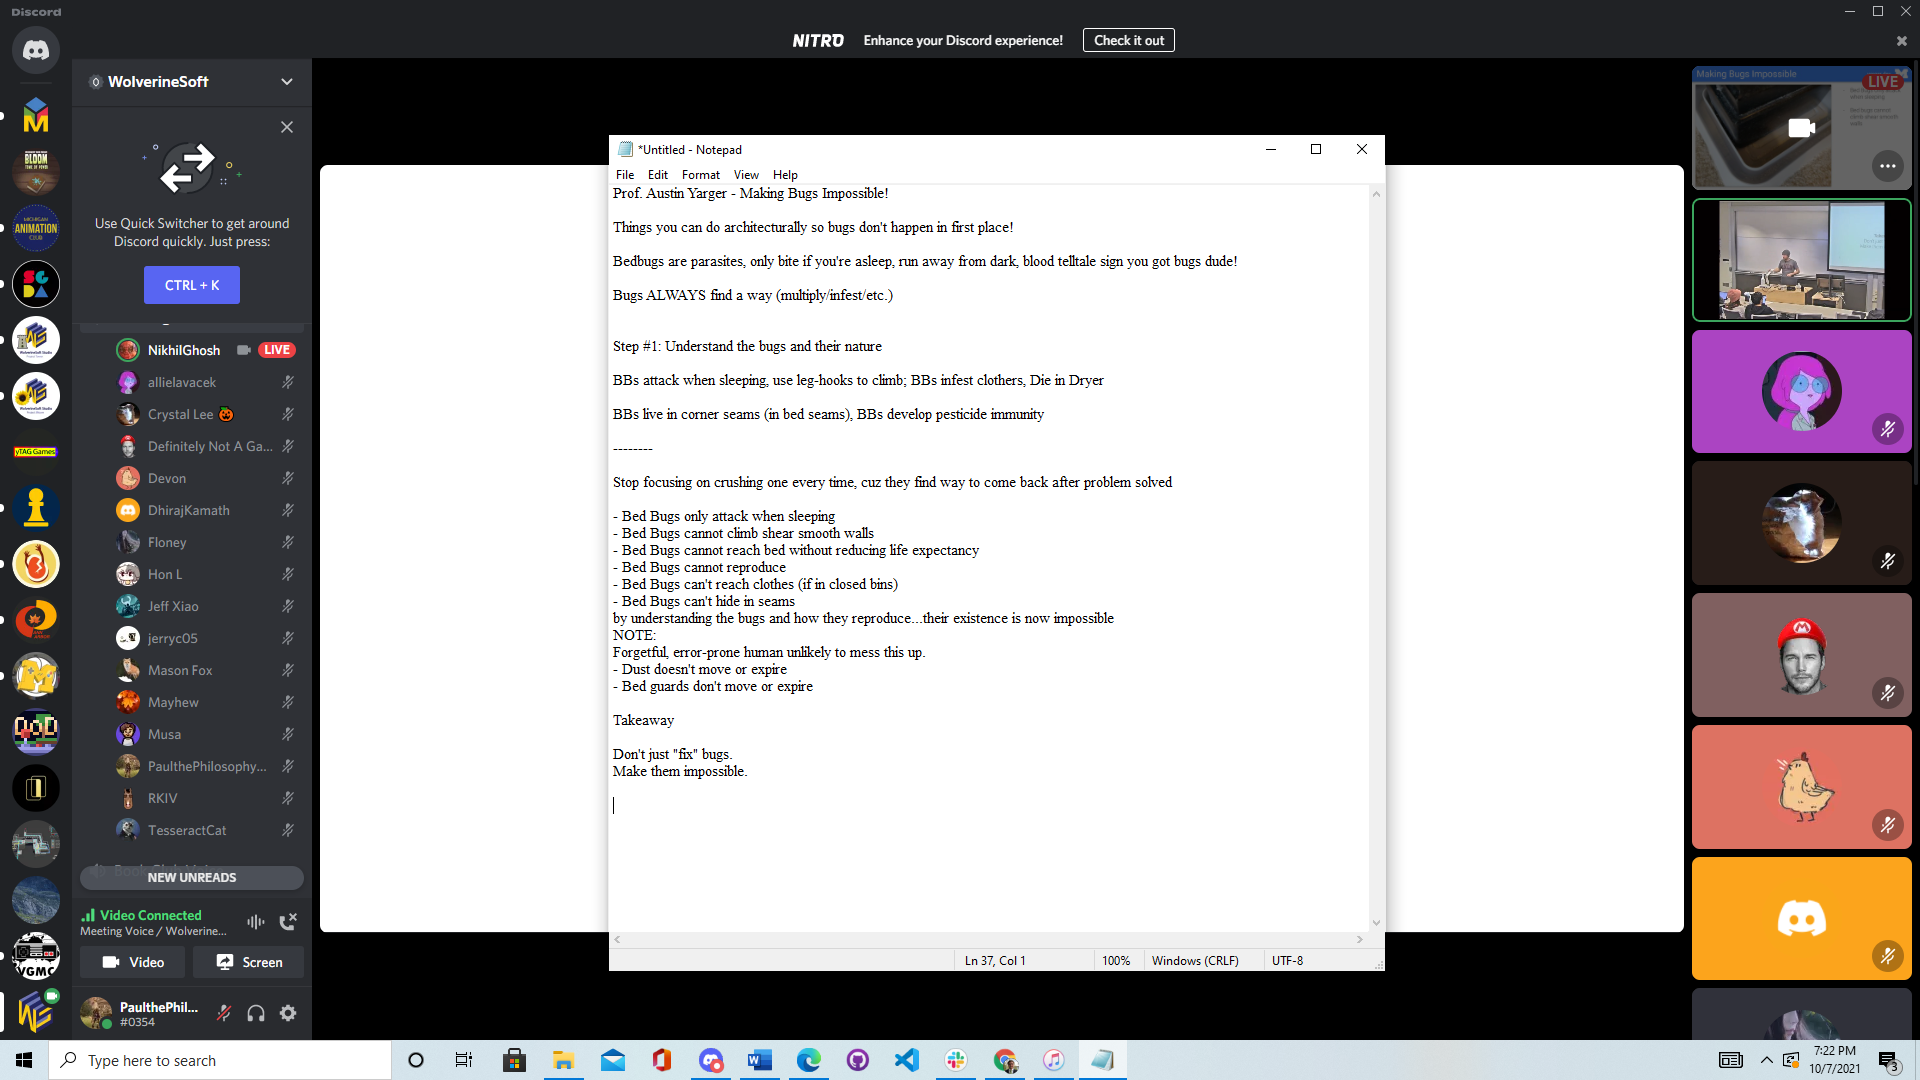 Discord
NITRO
Enhance your Discord experience!
Check it out
WolverineSoft
Use Quick Switcher to get around
Discord quickly. Just press:
CTRL + K
NikhilGhosh
LIVE
allielavacek
Crystal Lee
Definitely Not A Ga...
Devon
DhirajKamath
Floney
Hon L
Jeff Xiao
jerryc05
Mason Fox
Mayhew
Musa
PaulthePhilosophy...
RKIV
TesseractCat
NEW UNREADS
Video Connected
Meeting Voice / Wolverine...
Video
Screen
PaulthePhil...
#0354
BLOOM
MICHIGAN
ANIMATION
CLUB
yTAG Games
VGMC
*Untitled - Notepad
File
Edit
Format
View
Help
Prof. Austin Yarger - Making Bugs Impossible!
Things you can do architecturally so bugs don't happen in first place!
Bedbugs are parasites, only bite if you're asleep, run away from dark, blood telltale sign you got bugs dude!
Bugs ALWAYS find a way (multiply/infest/etc.)
Step #1: Understand the bugs and their nature
BBs attack when sleeping, use leg-hooks to climb; BBs infest clothers, Die in Dryer
BBs live in corner seams (in bed seams), BBs develop pesticide immunity
--------
Stop focusing on crushing one every time, cuz they find way to come back after problem solved
- Bed Bugs only attack when sleeping
- Bed Bugs cannot climb shear smooth walls
- Bed Bugs cannot reach bed without reducing life expectancy
- Bed Bugs cannot reproduce
- Bed Bugs can't reach clothes (if in closed bins)
- Bed Bugs can't hide in seams
by understanding the bugs and how they reproduce...their existence is now impossible
NOTE:
Forgetful, error-prone human unlikely to mess this up.
- Dust doesn't move or expire
- Bed guards don't move or expire
Takeaway
Don't just "fix" bugs.
Make them impossible.
Ln 37, Col 1
100%
Windows (CRLF)
UTF-8
Making Bugs Impossible
LIVE
Type here to search
7:22 PM
10/7/2021
3